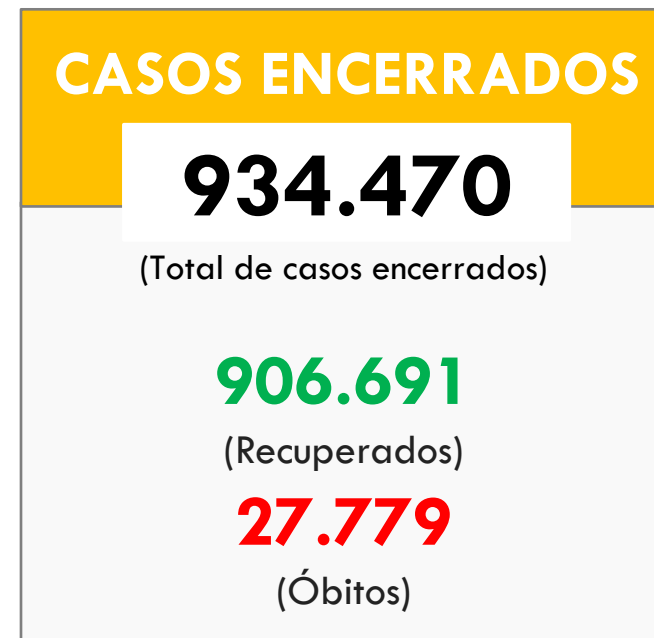 CASOS ENCERRADOS
934.470
(Total de casos encerrados)
906.691
(Recuperados)
27.779
(Óbitos)